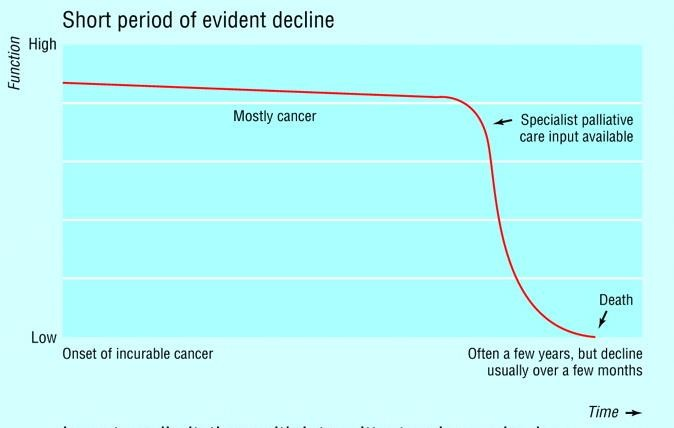 Short period of evident decline
High
Function
Mostly cancer
Specialist palliative
care input available
Death
Low
Onset of incurable cancer
Often a few years, but decline
usually over a few months
Time